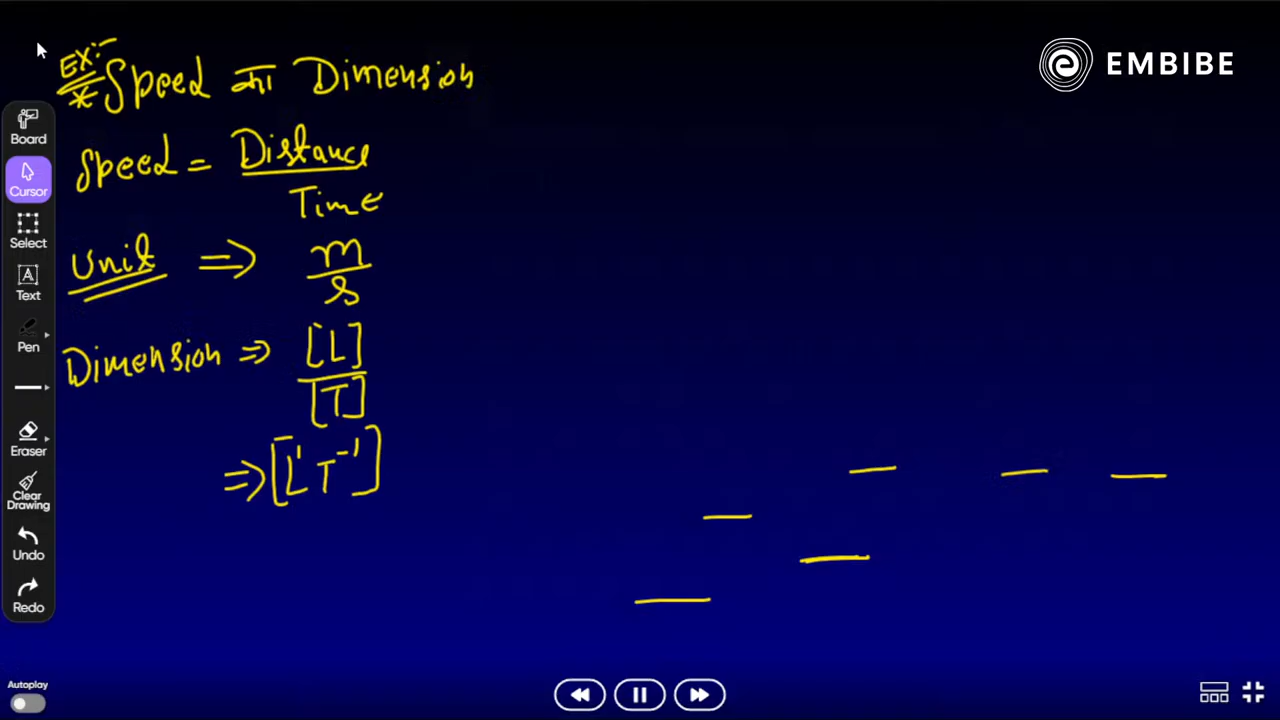 EX:-
* Speed का Dimension
EMBIBE
Speed = Distance / Time
Unit ⇒ m / s
Dimension ⇒ [L] / [T]
⇒ [L¹ T⁻¹]
Board
Cursor
Select
Text
Pen
Eraser
Clear
Drawing
Undo
Redo
Autoplay